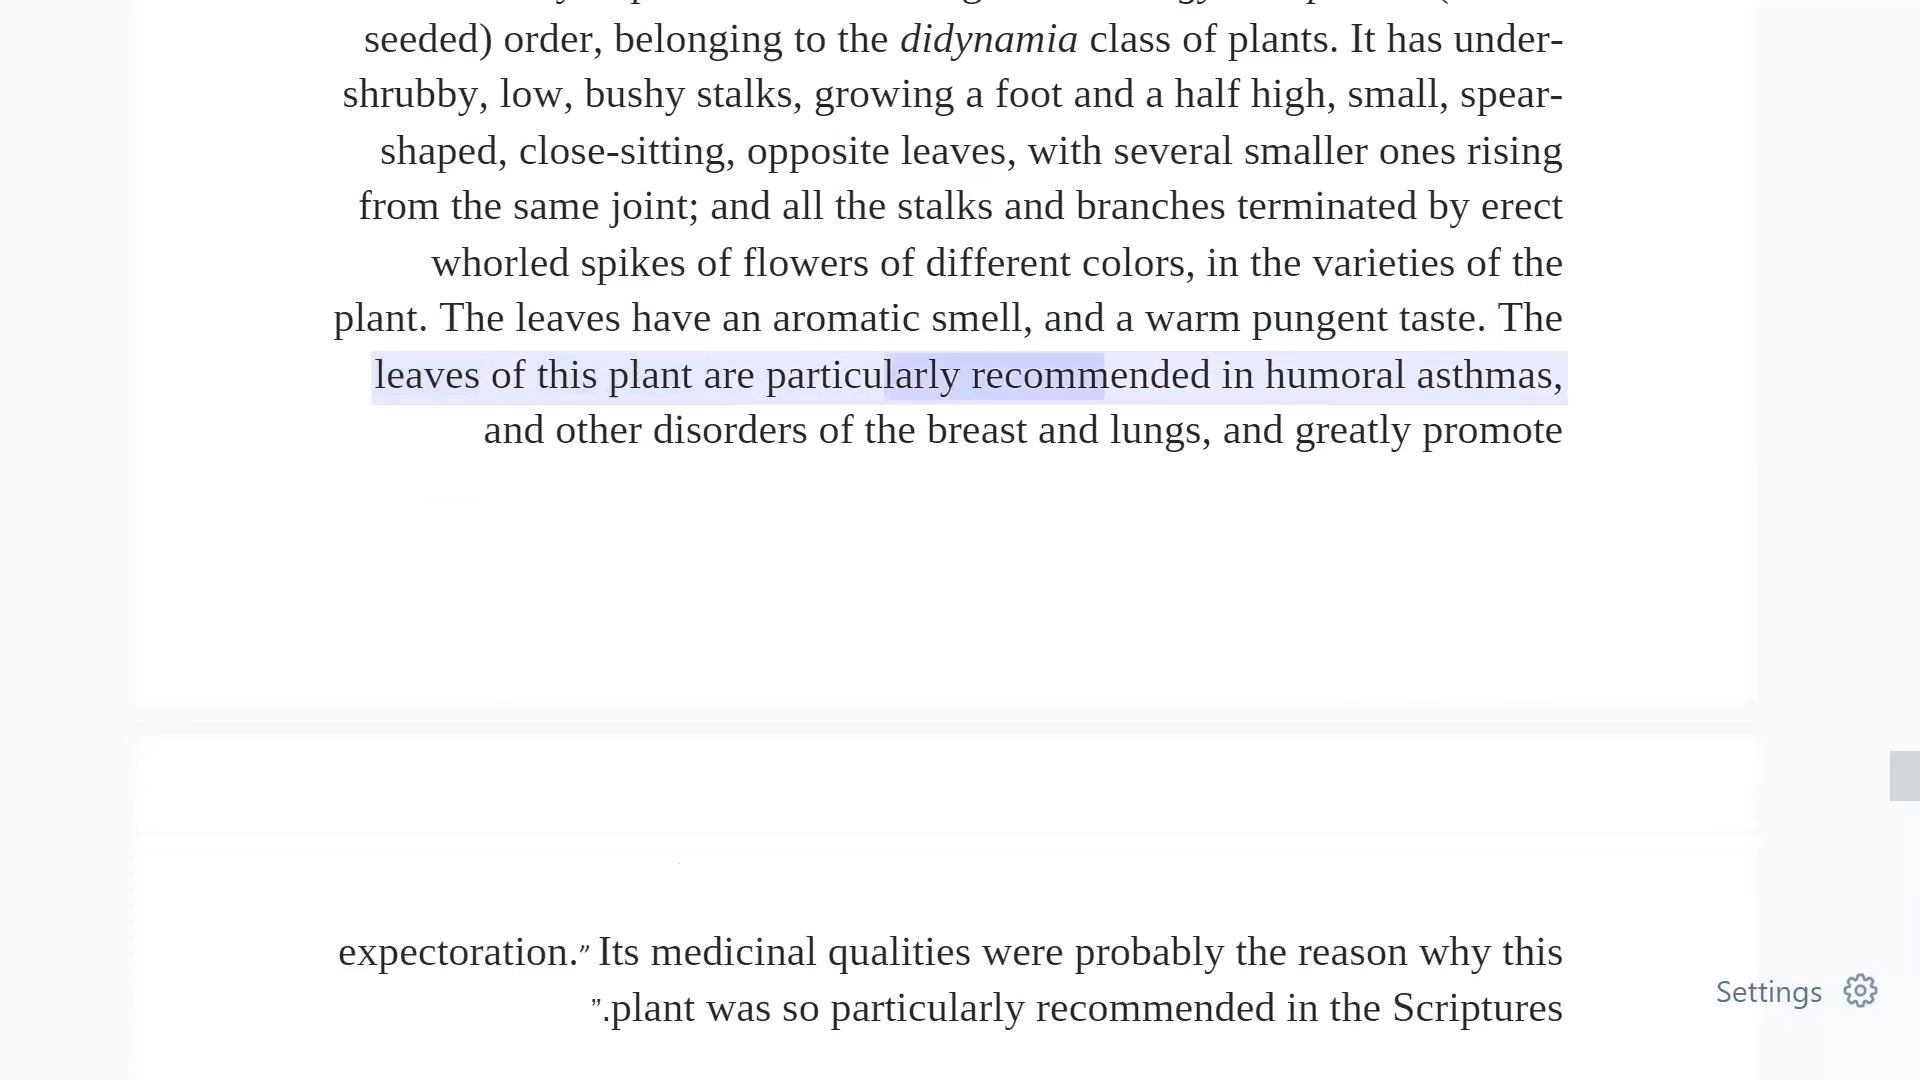 seeded) order, belonging to the didynamia class of plants. It has under-
shrubby, low, bushy stalks, growing a foot and a half high, small, spear-
shaped, close-sitting, opposite leaves, with several smaller ones rising
from the same joint; and all the stalks and branches terminated by erect
whorled spikes of flowers of different colors, in the varieties of the
plant. The leaves have an aromatic smell, and a warm pungent taste. The
leaves of this plant are particularly recommended in humoral asthmas,
and other disorders of the breast and lungs, and greatly promote
expectoration.” Its medicinal qualities were probably the reason why this
”.plant was so particularly recommended in the Scriptures
Settings